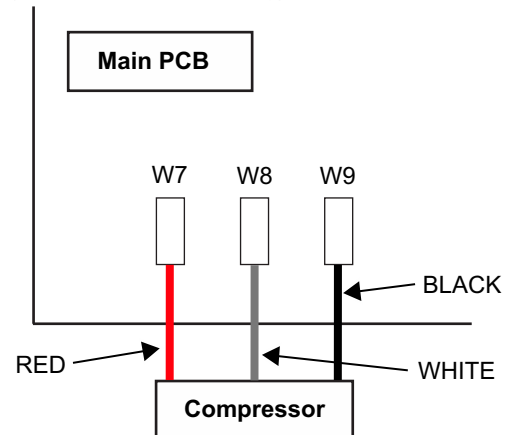 Main PCB
W7 W8 W9
BLACK
RED
WHITE
Compressor